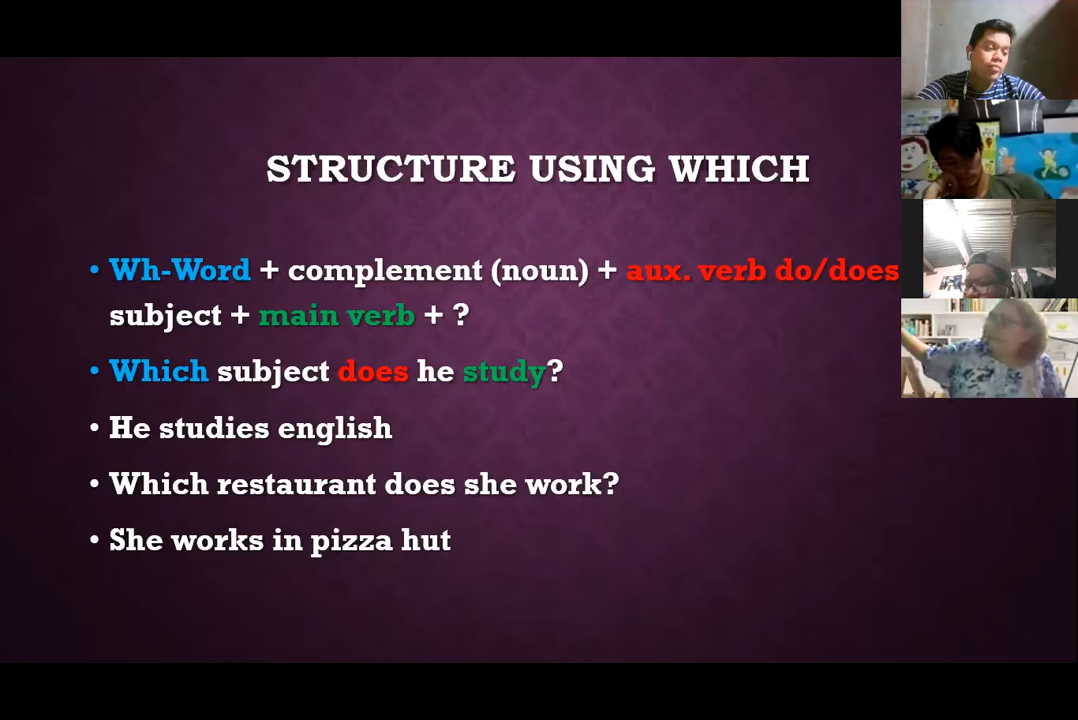 STRUCTURE USING WHICH
• Wh-Word + complement (noun) + aux. verb do/does
subject + main verb + ?
• Which subject does he study?
• He studies english
• Which restaurant does she work?
• She works in pizza hut